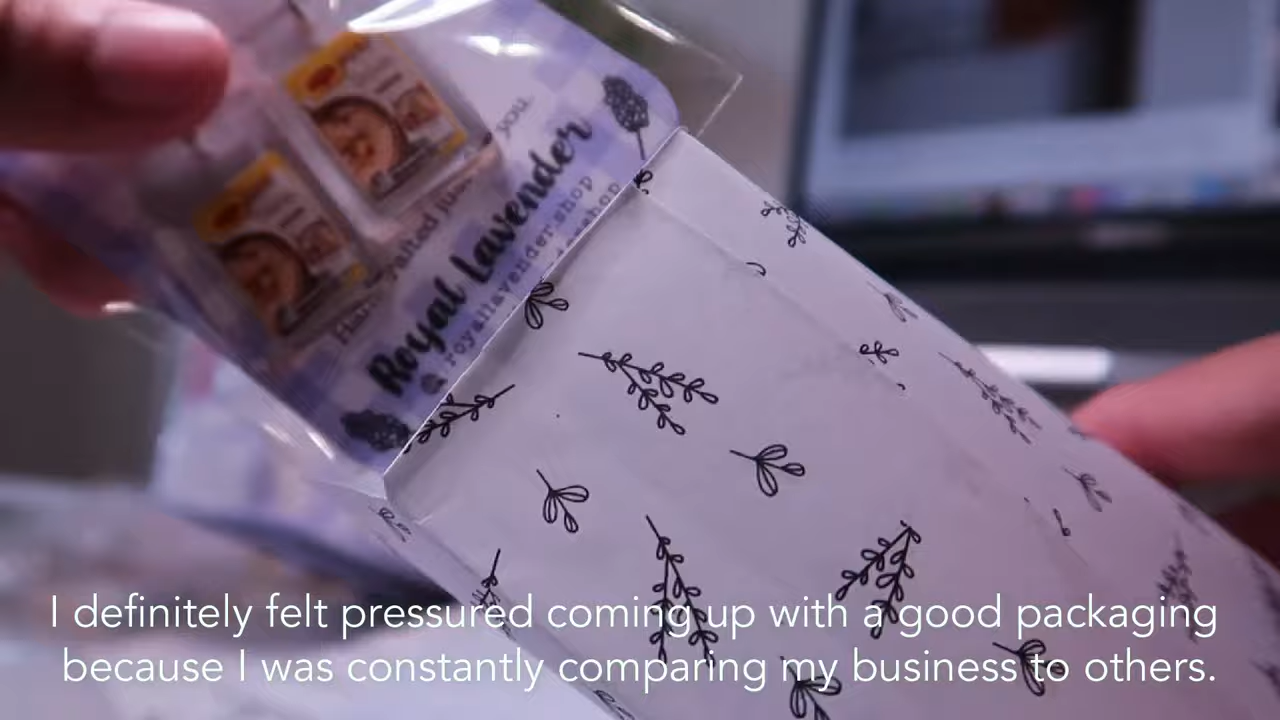 you.
Royal Lavender
royallavender.shop
I definitely felt pressured coming up with a good packaging
because I was constantly comparing my business to others.